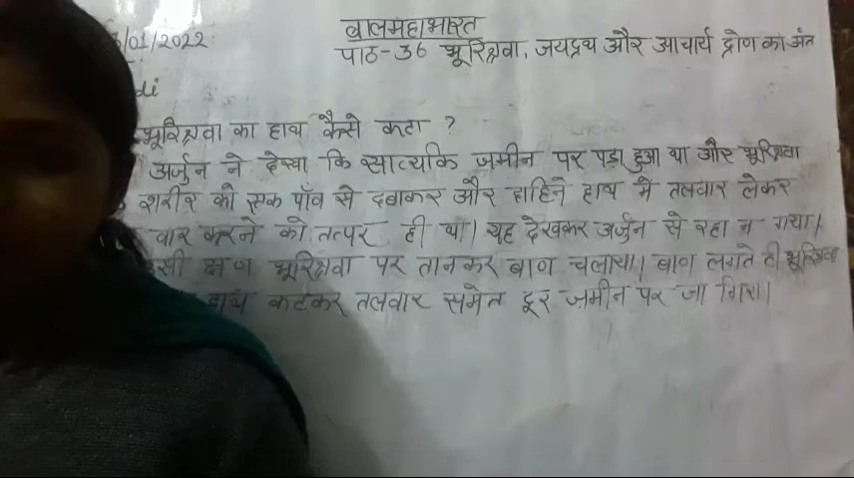 /01/2022
बालमहाभारत
पाठ-36 भूरिश्रवा, जयद्रथ और आचार्य द्रोण का अंत
di
भूरिश्रवा का हाथ कैसे कटा ?
अर्जुन ने देखा कि सात्यकि ज़मीन पर पड़ा हुआ था और भूरिश्रवा
शरीर को एक पाँव से दबाकर और दाहिने हाथ में तलवार लेकर
वार करने को तत्पर ही था। यह देखकर अर्जुन से रहा न गया।
सी क्षण भूरिश्रवा पर तानकर बाण चलाया। बाण लगते ही भूरिश्रवा
हाथ कटकर तलवार समेत दूर ज़मीन पर जा गिरा।